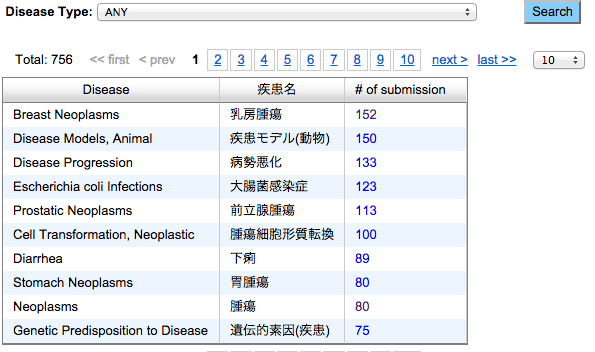 Disease Type: ANY Search
Total: 756 << first < prev 1 2 3 4 5 6 7 8 9 10 next > last >> 10
Disease 疾患名 # of submission
Breast Neoplasms 乳房腫瘍 152
Disease Models, Animal 疾患モデル(動物) 150
Disease Progression 病勢悪化 133
Escherichia coli Infections 大腸菌感染症 123
Prostatic Neoplasms 前立腺腫瘍 113
Cell Transformation, Neoplastic 腫瘍細胞形質転換 100
Diarrhea 下痢 89
Stomach Neoplasms 胃腫瘍 80
Neoplasms 腫瘍 80
Genetic Predisposition to Disease 遺伝的素因(疾患) 75